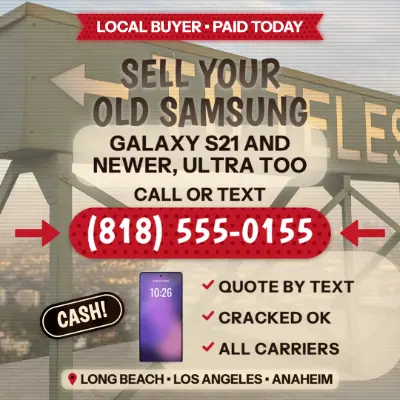 LOCAL BUYER • PAID TODAY
SELL YOUR
OLD SAMSUNG
GALAXY S21 AND
NEWER, ULTRA TOO
CALL OR TEXT
(818) 555-0155
10:26
CASH!
QUOTE BY TEXT
CRACKED OK
ALL CARRIERS
LONG BEACH • LOS ANGELES • ANAHEIM